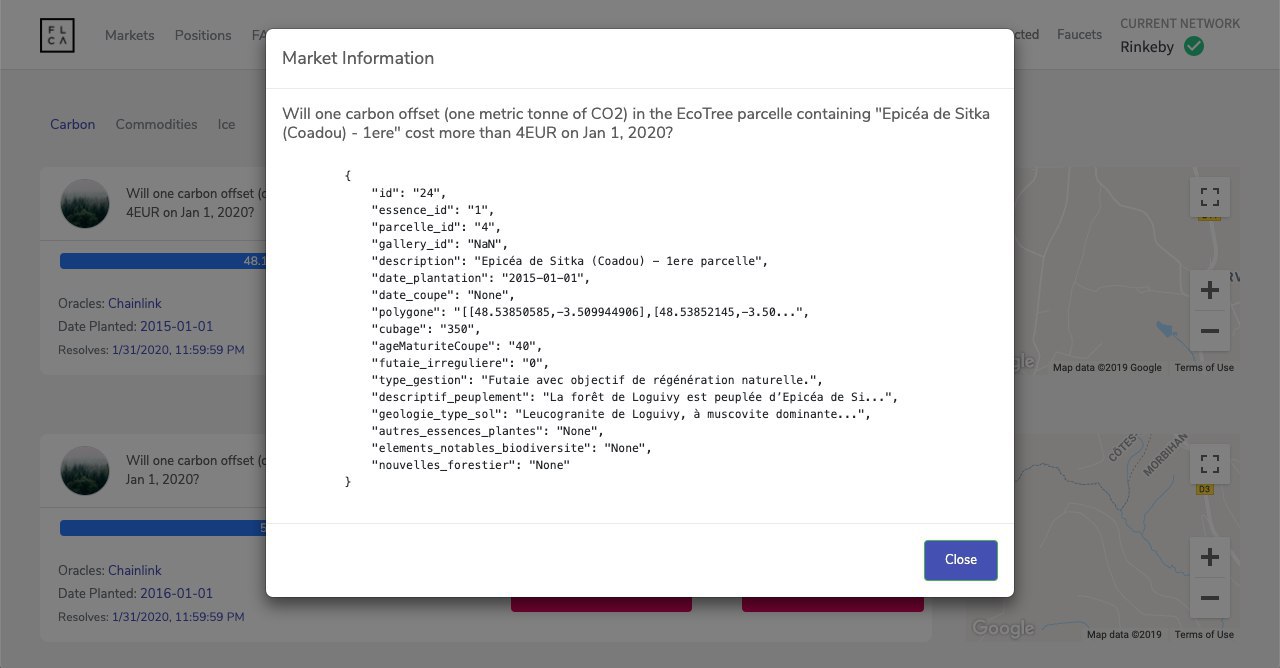 FL
CA
Markets Positions FA
cted Faucets
CURRENT NETWORK
Rinkeby
Market Information
Will one carbon offset (one metric tonne of CO2) in the EcoTree parcelle containing "Epicéa de Sitka
(Coadou) - 1ere" cost more than 4EUR on Jan 1, 2020?
{
"id": "24",
"essence_id": "1",
"parcelle_id": "4",
"gallery_id": "NaN",
"description": "Epicéa de Sitka (Coadou) – 1ere parcelle",
"date_plantation": "2015–01–01",
"date_coupe": "None",
"polygone": "[[48.53850585,–3.509944906],[48.53852145,–3.50...",
"cubage": "350",
"ageMaturiteCoupe": "40",
"futaie_irreguliere": "0",
"type_gestion": "Futaie avec objectif de régénération naturelle.",
"descriptif_peuplement": "La forêt de Loguivy est peuplée d’Epicéa de Si...",
"geologie_type_sol": "Leucogranite de Loguivy, à muscovite dominante...",
"autres_essences_plantes": "None",
"elements_notables_biodiversite": "None",
"nouvelles_forestier": "None"
}
Close
Carbon Commodities Ice
Will one carbon offset (o
4EUR on Jan 1, 2020?
48.1
Oracles: Chainlink
Date Planted: 2015-01-01
Resolves: 1/31/2020, 11:59:59 PM
gle
Map data ©2019 Google Terms of Use
Will one carbon offset (o
Jan 1, 2020?
5
Oracles: Chainlink
Date Planted: 2016-01-01
Resolves: 1/31/2020, 11:59:59 PM
CÔTES-
MORBIHAN
D3
Google
Map data ©2019 Terms of Use